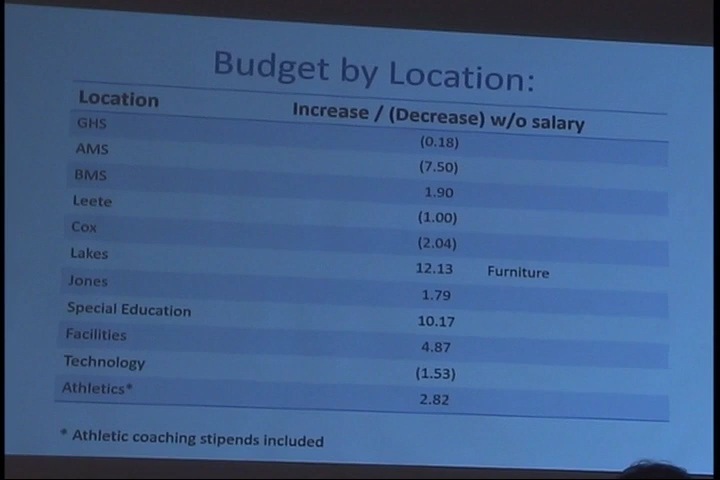 Budget by Location:
Location Increase / (Decrease) w/o salary
GHS (0.18)
AMS (7.50)
BMS 1.90
Leete (1.00)
Cox (2.04)
Lakes 12.13 Furniture
Jones 1.79
Special Education 10.17
Facilities 4.87
Technology (1.53)
Athletics* 2.82
* Athletic coaching stipends included